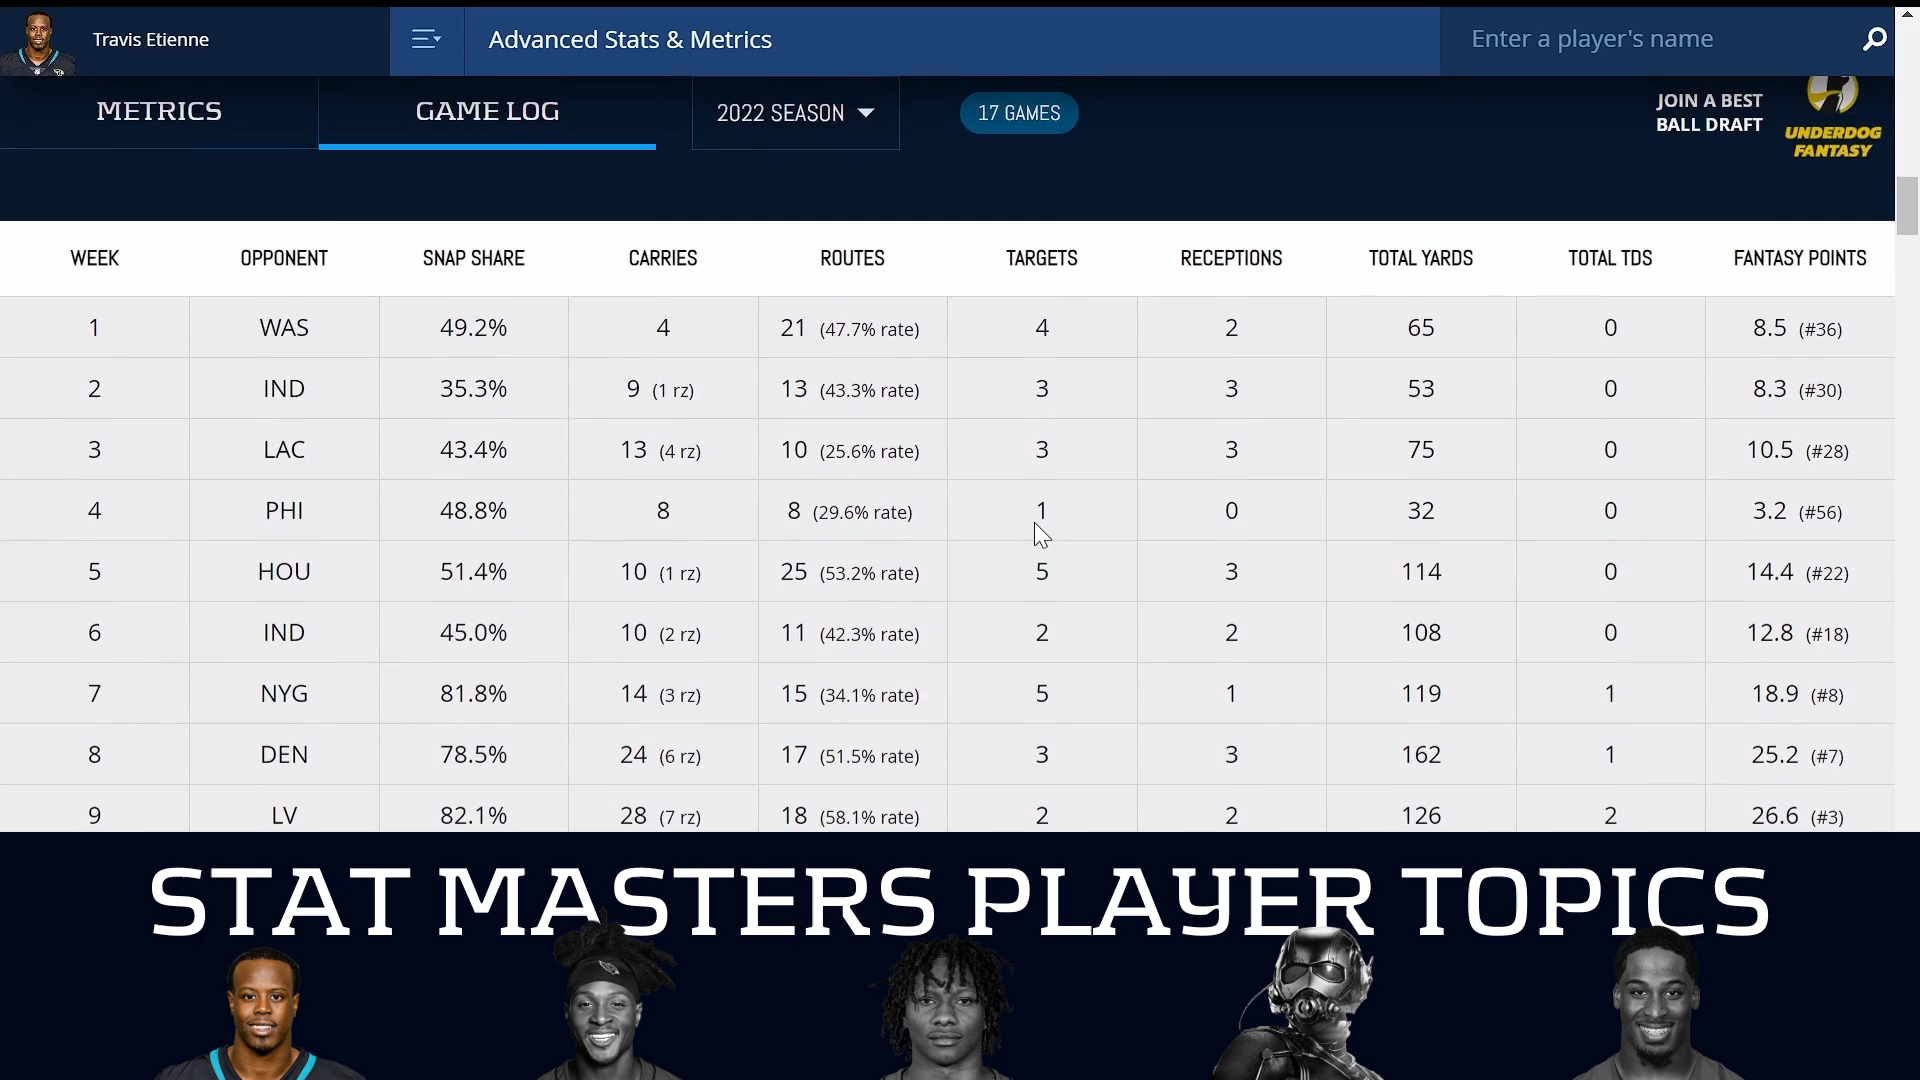 Travis Etienne
Advanced Stats & Metrics
Enter a player's name
METRICS
GAME LOG
2022 SEASON
17 GAMES
JOIN A BEST
BALL DRAFT
UNDERDOG
FANTASY
WEEK OPPONENT SNAP SHARE CARRIES ROUTES TARGETS RECEPTIONS TOTAL YARDS TOTAL TDS FANTASY POINTS
1 WAS 49.2% 4 21 (47.7% rate) 4 2 65 0 8.5 (#36)
2 IND 35.3% 9 (1 rz) 13 (43.3% rate) 3 3 53 0 8.3 (#30)
3 LAC 43.4% 13 (4 rz) 10 (25.6% rate) 3 3 75 0 10.5 (#28)
4 PHI 48.8% 8 8 (29.6% rate) 1 0 32 0 3.2 (#56)
5 HOU 51.4% 10 (1 rz) 25 (53.2% rate) 5 3 114 0 14.4 (#22)
6 IND 45.0% 10 (2 rz) 11 (42.3% rate) 2 2 108 0 12.8 (#18)
7 NYG 81.8% 14 (3 rz) 15 (34.1% rate) 5 1 119 1 18.9 (#8)
8 DEN 78.5% 24 (6 rz) 17 (51.5% rate) 3 3 162 1 25.2 (#7)
9 LV 82.1% 28 (7 rz) 18 (58.1% rate) 2 2 126 2 26.6 (#3)
STAT MASTERS PLAYER TOPICS